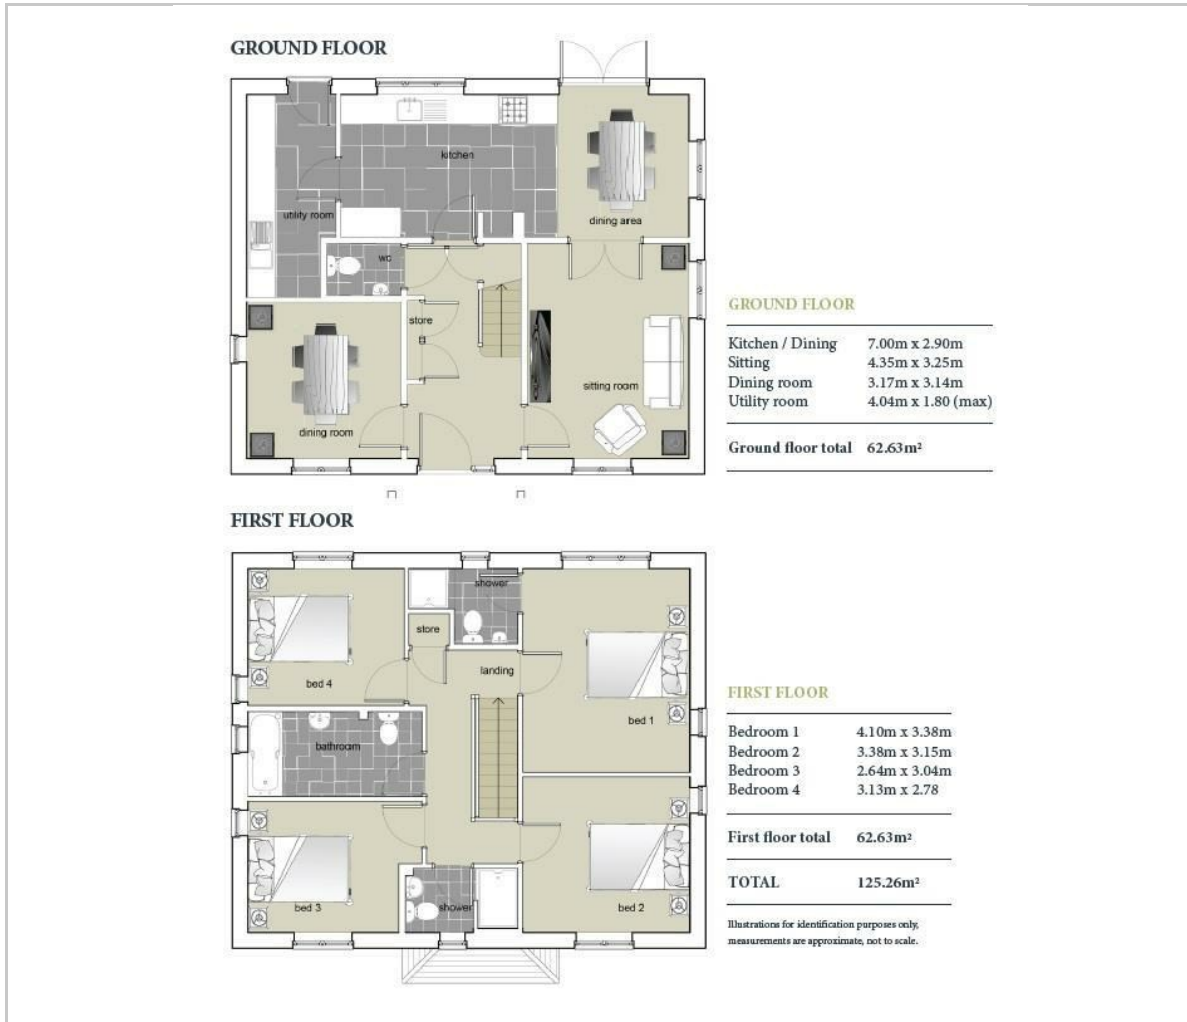 GROUND FLOOR
kitchen
utility room
dining area
wc
store
sitting room
dining room
GROUND FLOOR
Kitchen / Dining 7.00m x 2.90m
Sitting 4.35m x 3.25m
Dining room 3.17m x 3.14m
Utility room 4.04m x 1.80 (max)
Ground floor total 62.63m²
FIRST FLOOR
shower
store
landing
bed 4
bed 1
bathroom
bed 3
shower
bed 2
FIRST FLOOR
Bedroom 1 4.10m x 3.38m
Bedroom 2 3.38m x 3.15m
Bedroom 3 2.64m x 3.04m
Bedroom 4 3.13m x 2.78
First floor total 62.63m²
TOTAL 125.26m²
Illustrations for identification purposes only,
measurements are approximate, not to scale.